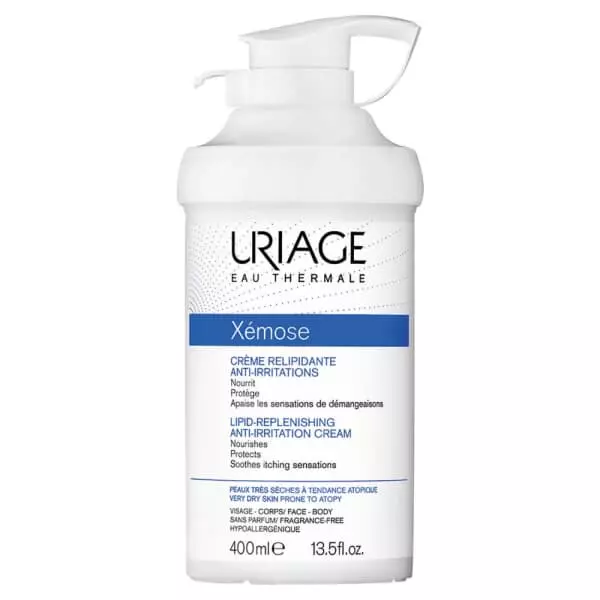 URIAGE
EAU THERMALE
Xémose
CRÈME RELIPIDANTE
ANTI-IRRITATIONS
Nourrit
Protège
Apaise les sensations de démangeaisons
LIPID-REPLENISHING
ANTI-IRRITATION CREAM
Nourishes
Protects
Soothes itching sensations
PEAUX TRÈS SÈCHES À TENDANCE ATOPIQUE
VERY DRY SKIN PRONE TO ATOPY
VISAGE - CORPS/ FACE - BODY
SANS PARFUM/ FRAGRANCE-FREE
HYPOALLERGÉNIQUE
400ml℮ 13.5fl.oz.